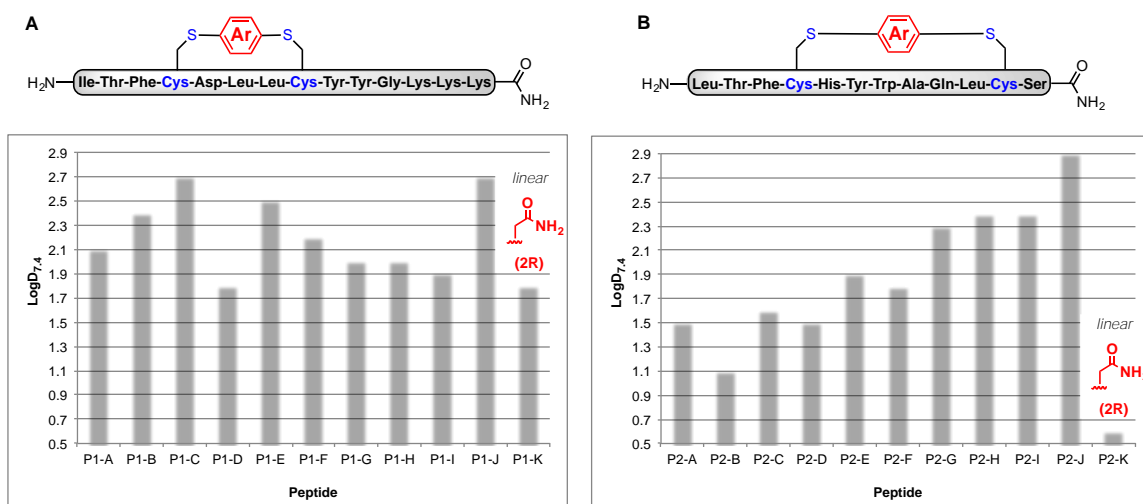 A
S
Ar
S
H2N
Ile-Thr-Phe-Cys-Asp-Leu-Leu-Cys-Tyr-Tyr-Gly-Lys-Lys-Lys
O
NH2
2.9
2.7
2.5
2.3
2.1
1.9
1.7
1.5
1.3
1.1
0.9
0.7
0.5
LogD7.4
linear
O
NH2
(2R)
P1-A P1-B P1-C P1-D P1-E P1-F P1-G P1-H P1-I P1-J P1-K
Peptide
B
S
Ar
S
H2N
Leu-Thr-Phe-Cys-His-Tyr-Trp-Ala-Gln-Leu-Cys-Ser
O
NH2
2.9
2.7
2.5
2.3
2.1
1.9
1.7
1.5
1.3
1.1
0.9
0.7
0.5
LogD7.4
linear
O
NH
(2R)
P2-A P2-B P2-C P2-D P2-E P2-F P2-G P2-H P2-I P2-J P2-K
Peptide